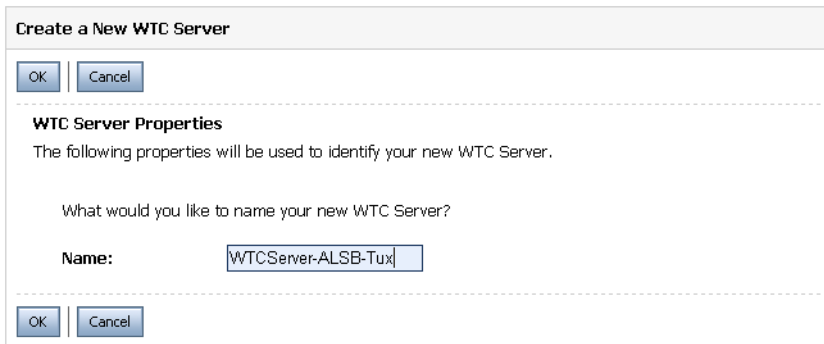 Create a New WTC Server
OK Cancel
WTC Server Properties
The following properties will be used to identify your new WTC Server.
What would you like to name your new WTC Server?
Name: WTCServer-ALSB-Tux
OK Cancel